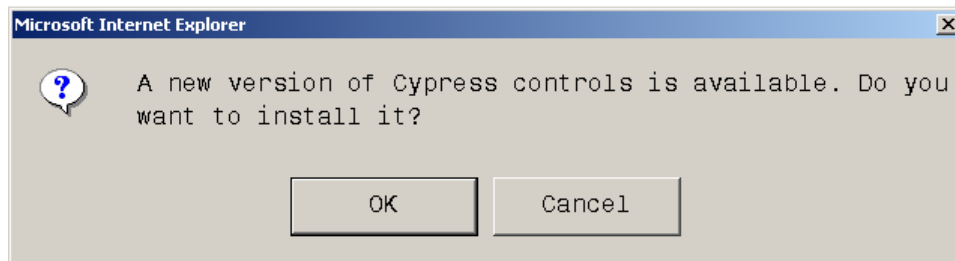 Microsoft Internet Explorer
A new version of Cypress controls is available. Do you
want to install it?
OK
Cancel